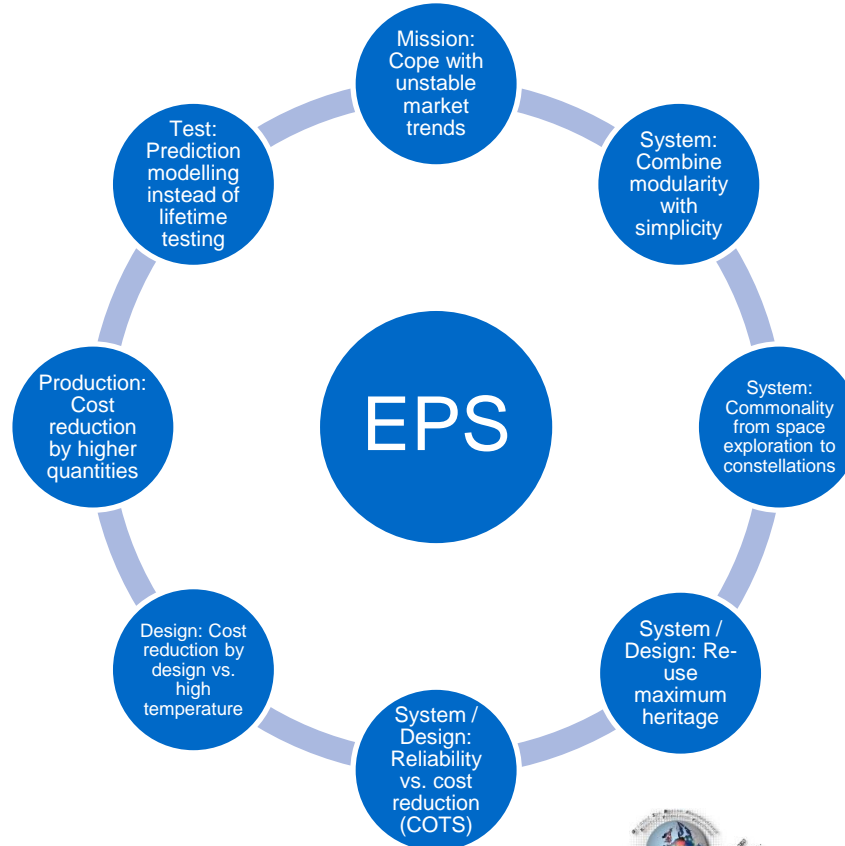 Mission:
Cope with
unstable
market
trends
System:
Combine
modularity
with
simplicity
System:
Commonality
from space
exploration to
constellations
System /
Design: Re-
use
maximum
heritage
System /
Design:
Reliability
vs. cost
reduction
(COTS)
Design: Cost
reduction by
design vs.
high
temperature
Production:
Cost
reduction
by higher
quantities
Test:
Prediction
modelling
instead of
lifetime
testing
EPS